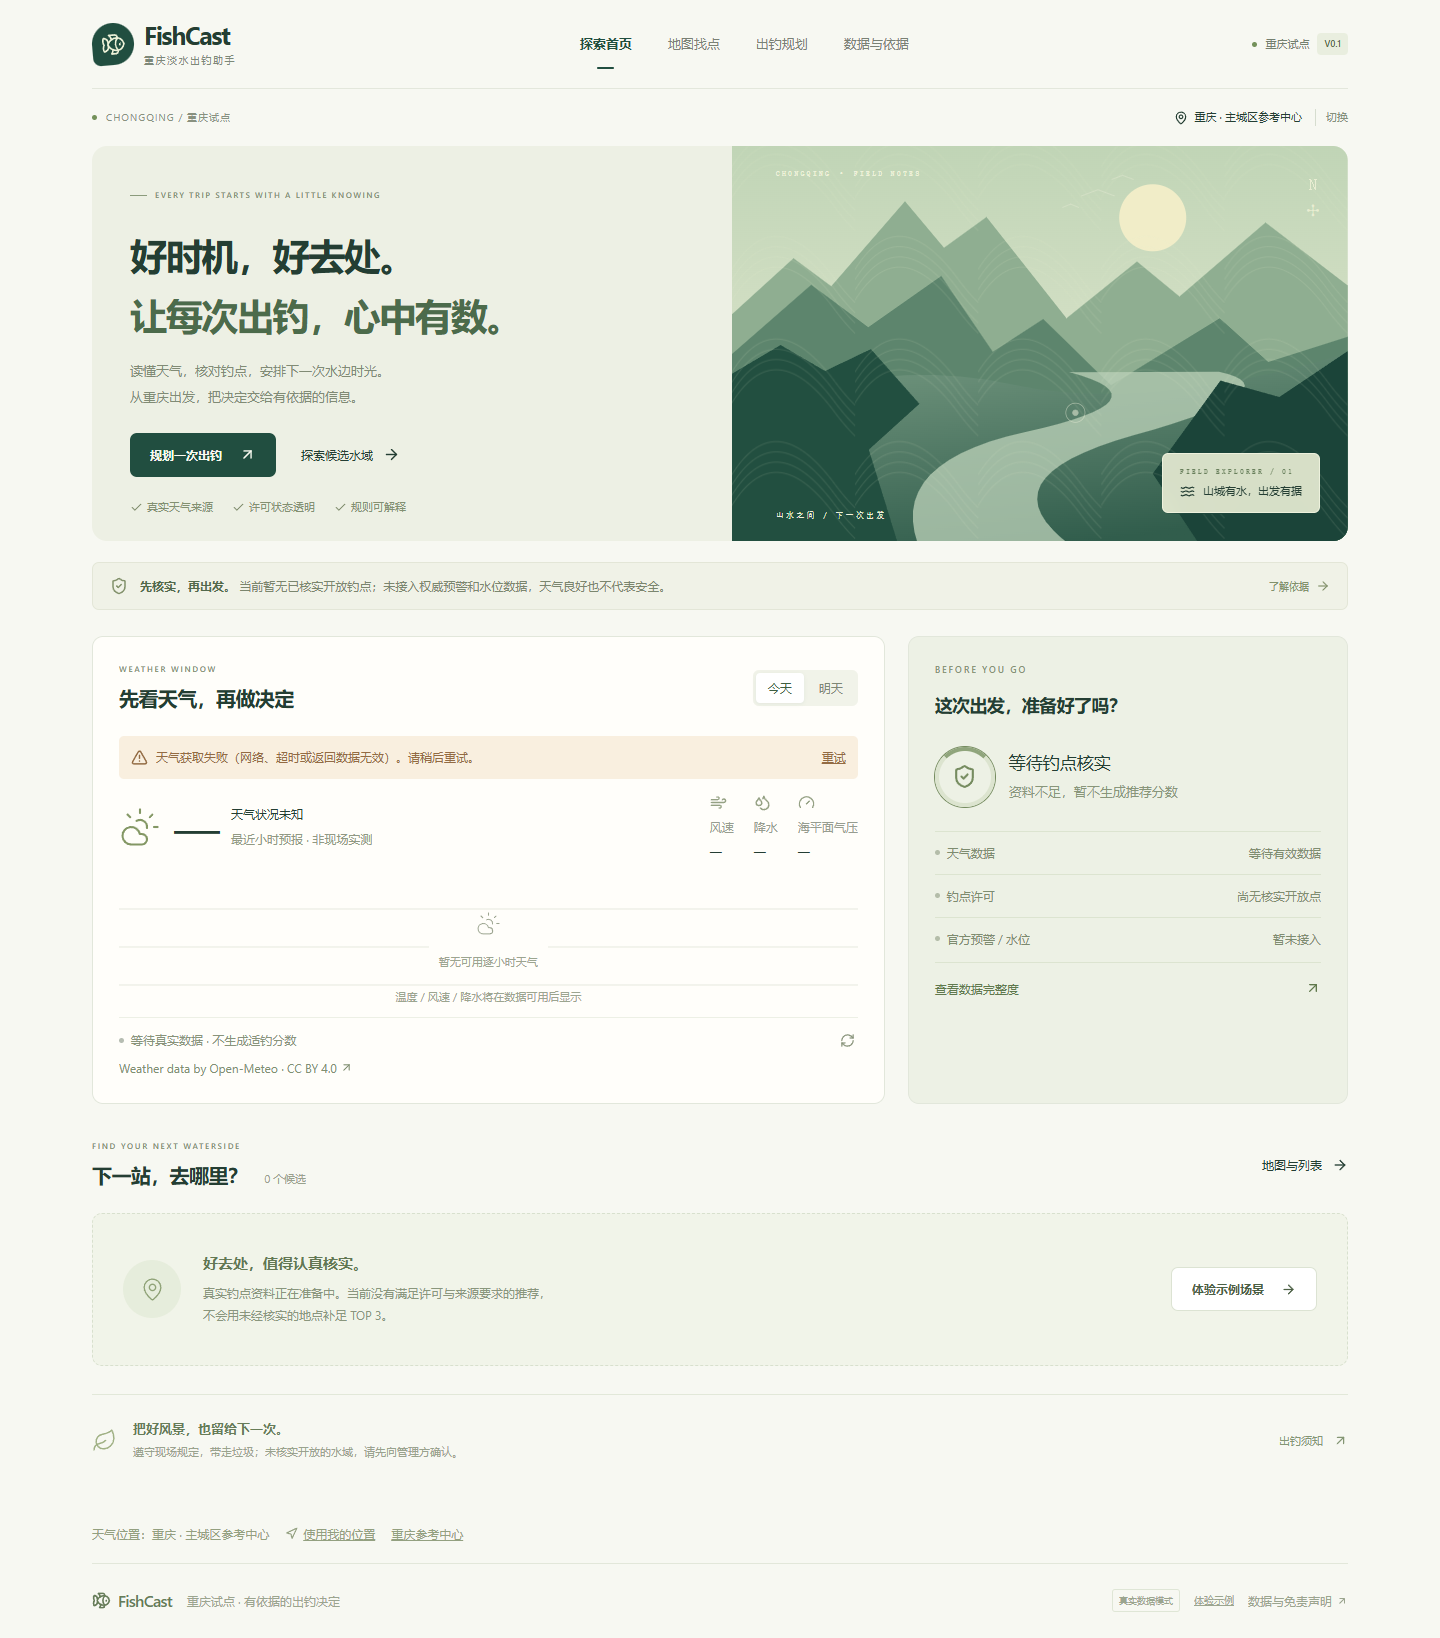 FishCast
重庆淡水出钓助手
探索首页
地图找点
出钓规划
数据与依据
重庆试点
V0.1
CHONGQING / 重庆试点
重庆 · 主城区参考中心
切换
EVERY TRIP STARTS WITH A LITTLE KNOWING
好时机，好去处。
让每次出钓，心中有数。
读懂天气，核对钓点，安排下一次水边时光。
从重庆出发，把决定交给有依据的信息。
规划一次出钓
探索候选水域
真实天气来源
许可状态透明
规则可解释
CHONGQING · FIELD NOTES
N
FIELD EXPLORER / 01
山城有水，出发有据
山水之间 / 下一次出发
先核实，再出发。 当前暂无已核实开放钓点；未接入权威预警和水位数据，天气良好也不代表安全。
了解依据
WEATHER WINDOW
先看天气，再做决定
今天
明天
天气获取失败（网络、超时或返回数据无效）。请稍后重试。
重试
天气状况未知
最近小时预报 · 非现场实测
风速
降水
海平面气压
—
—
—
暂无可用逐小时天气
温度 / 风速 / 降水将在数据可用后显示
等待真实数据 · 不生成适钓分数
Weather data by Open-Meteo · CC BY 4.0
BEFORE YOU GO
这次出发，准备好了吗？
等待钓点核实
资料不足，暂不生成推荐分数
天气数据
等待有效数据
钓点许可
尚无核实开放点
官方预警 / 水位
暂未接入
查看数据完整度
FIND YOUR NEXT WATERSIDE
下一站，去哪里？
0 个候选
地图与列表
好去处，值得认真核实。
真实钓点资料正在准备中。当前没有满足许可与来源要求的推荐，
不会用未经核实的地点补足 TOP 3。
体验示例场景
把好风景，也留给下一次。
遵守现场规定，带走垃圾；未核实开放的水域，请先向管理方确认。
出钓须知
天气位置：重庆 · 主城区参考中心
使用我的位置
重庆参考中心
FishCast
重庆试点 · 有依据的出钓决定
真实数据模式
体验示例
数据与免责声明